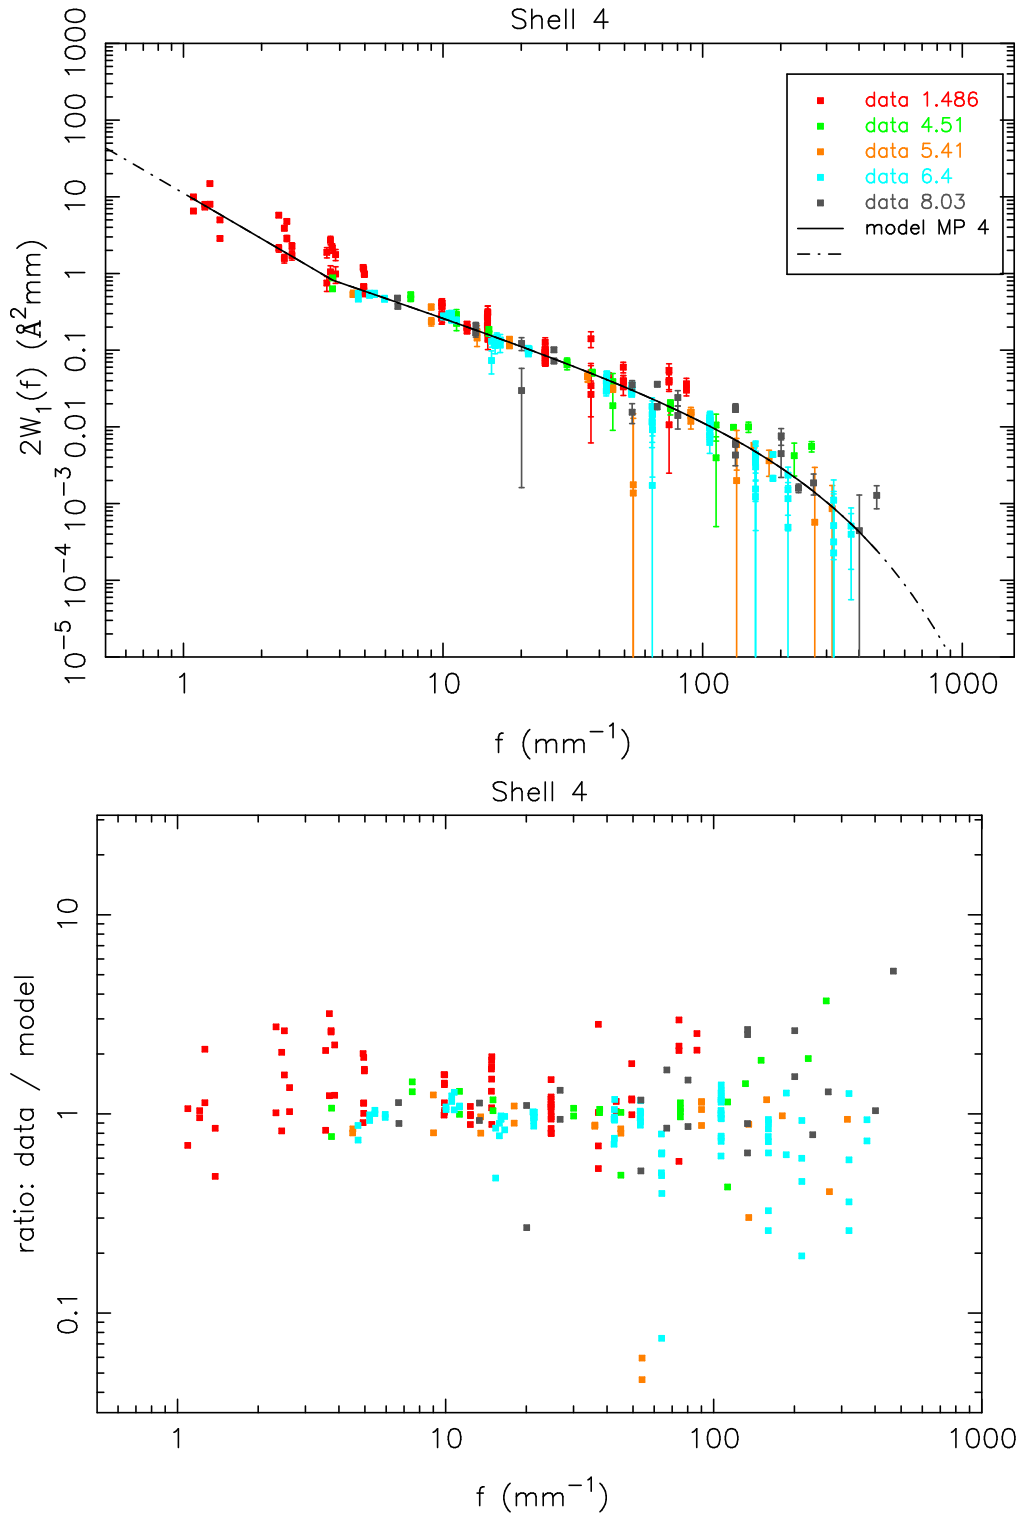 Shell 4
1000
100
10
1
0.1
0.01
10⁻³
10⁻⁴
10⁻⁵
2W₁(f) (Å²mm)
data 1.486
data 4.51
data 5.41
data 6.4
data 8.03
model MP 4
1 10 100 1000
f (mm⁻¹)
Shell 4
10
1
0.1
ratio: data / model
1 10 100 1000
f (mm⁻¹)